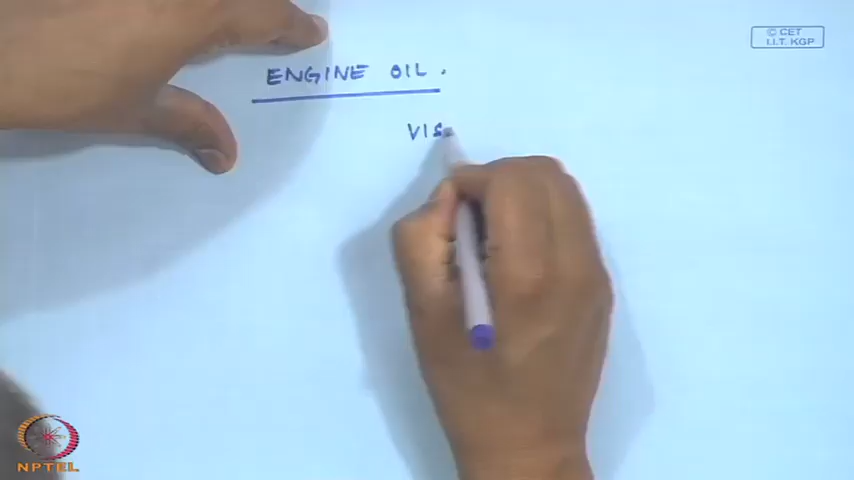 © CET
I.I.T. KGP
ENGINE OIL.
VIS
NPTEL